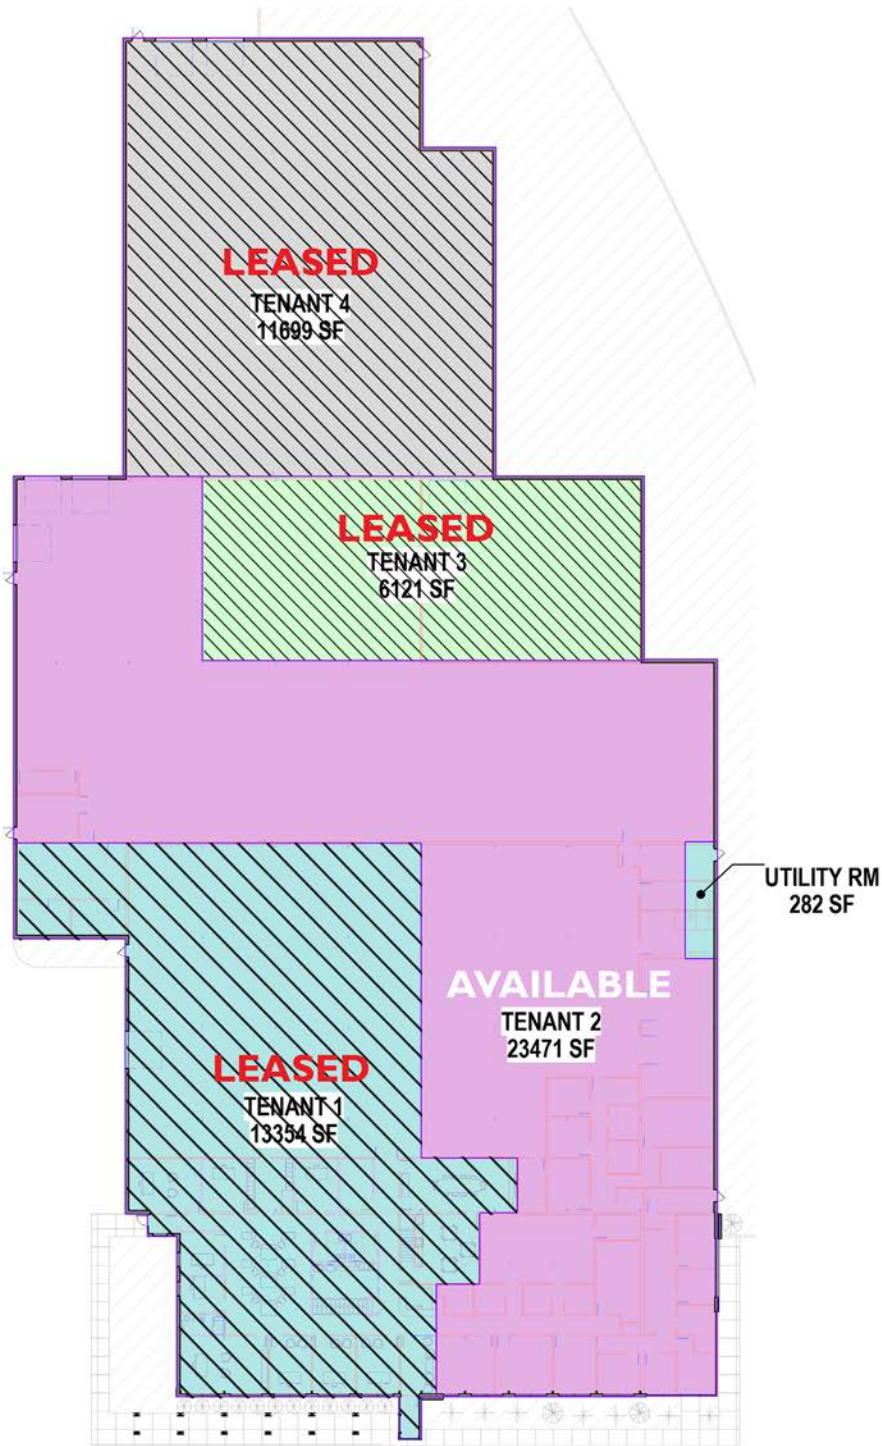 LEASED
TENANT 4
11699 SF
LEASED
TENANT 3
6121 SF
UTILITY RM
282 SF
AVAILABLE
TENANT 2
23471 SF
LEASED
TENANT 1
13354 SF